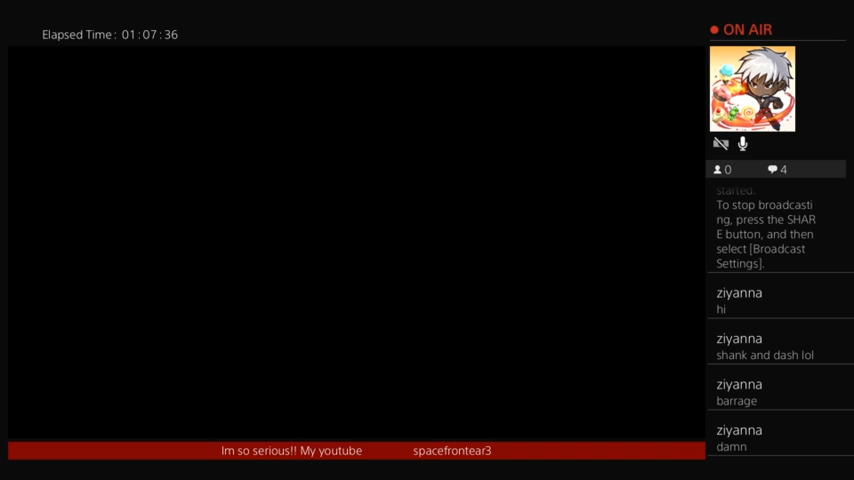 Elapsed Time: 01:07:36
ON AIR
0 4
started.
To stop broadcasti
ng, press the SHAR
E button, and then
select [Broadcast
Settings].
ziyanna
hi
ziyanna
shank and dash lol
ziyanna
barrage
ziyanna
damn
Im so serious!! My youtube spacefrontear3